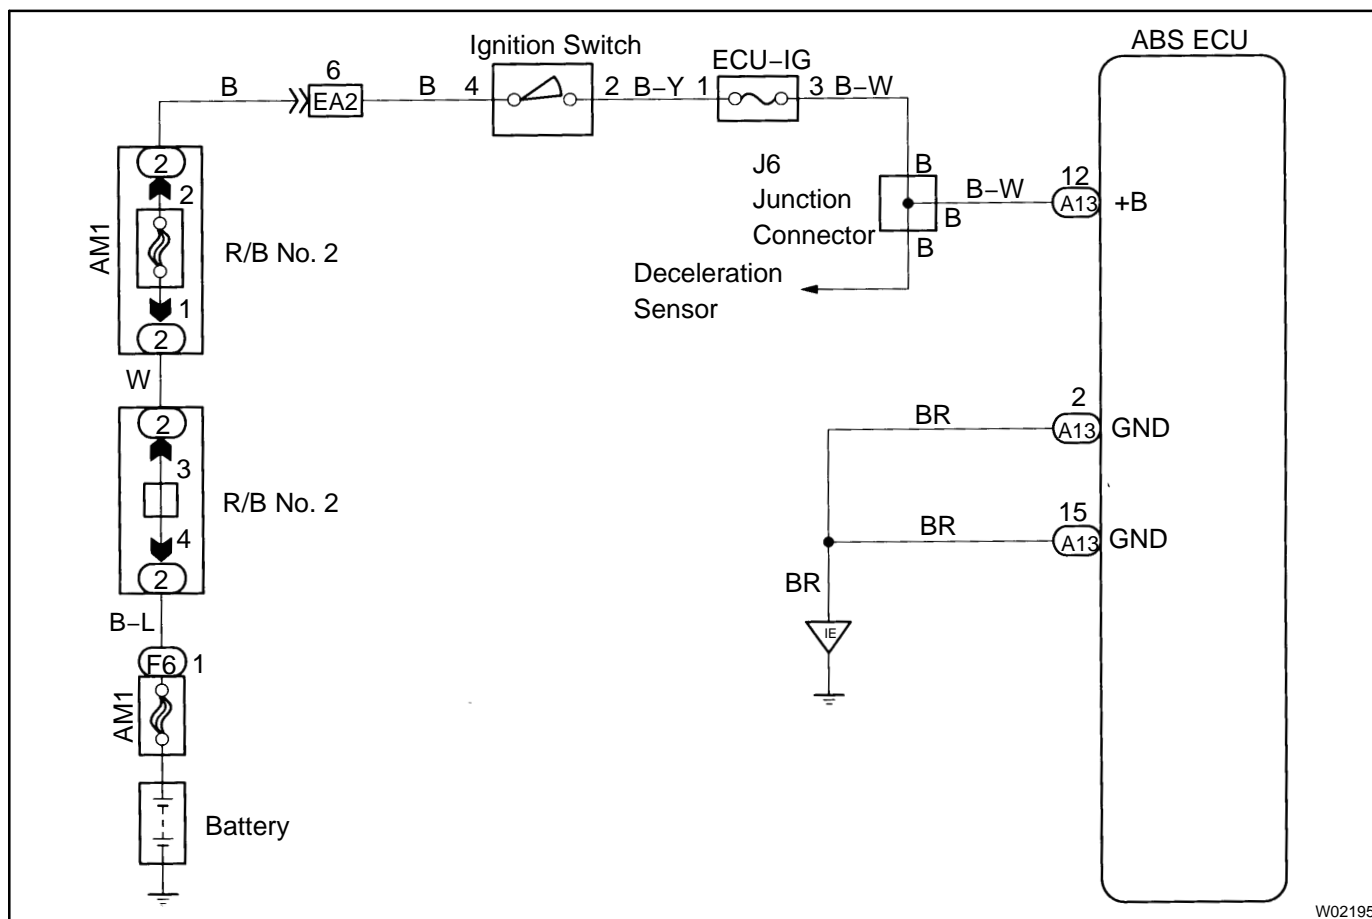 Ignition Switch
ECU–IG
ABS ECU
B
6
EA2
B
4
2
B–Y
1
3
B–W
2
2
AM1
R/B No. 2
1
2
W
J6
Junction
Connector
B
B
B
B–W
12
A13
+B
Deceleration
Sensor
2
3
R/B No. 2
4
2
B–L
F6
1
AM1
Battery
BR
2
A13
GND
BR
15
A13
GND
BR
IE
W02195